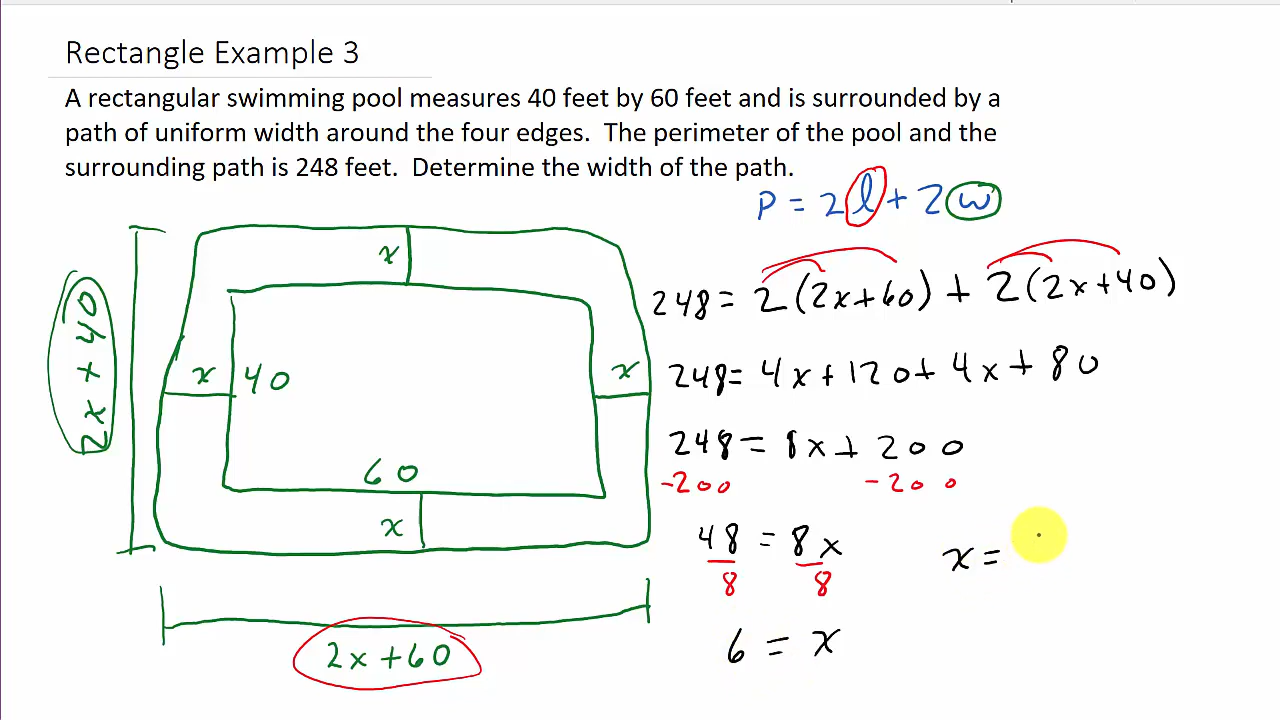 Rectangle Example 3
A rectangular swimming pool measures 40 feet by 60 feet and is surrounded by a
path of uniform width around the four edges.  The perimeter of the pool and the
surrounding path is 248 feet.  Determine the width of the path.
P = 2l + 2w
2x + 40
x
x
40
x
60
x
2x + 60
248 = 2(2x+60) + 2(2x+40)
248 = 4x + 120 + 4x + 80
248 = 8x + 200
-200 -200
48 = 8x
8 8
6 = x
x =